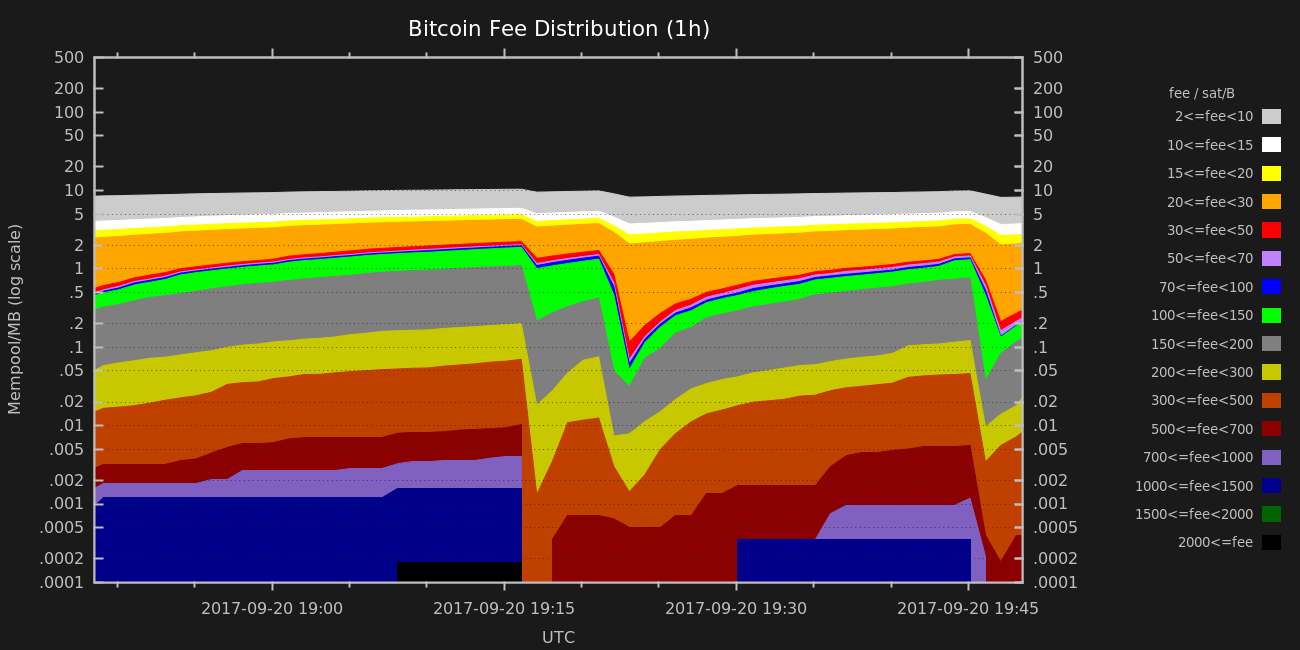 Bitcoin Fee Distribution (1h)
500 500
200 200
100 100
50 50
20 20
10 10
5 5
2 2
1 1
.5 .5
.2 .2
.1 .1
.05 .05
.02 .02
.01 .01
.005 .005
.002 .002
.001 .001
.0005 .0005
.0002 .0002
.0001 .0001
Mempool/MB (log scale)
2017-09-20 19:00 2017-09-20 19:15 2017-09-20 19:30 2017-09-20 19:45
UTC
fee / sat/B
2<=fee<10
10<=fee<15
15<=fee<20
20<=fee<30
30<=fee<50
50<=fee<70
70<=fee<100
100<=fee<150
150<=fee<200
200<=fee<300
300<=fee<500
500<=fee<700
700<=fee<1000
1000<=fee<1500
1500<=fee<2000
2000<=fee